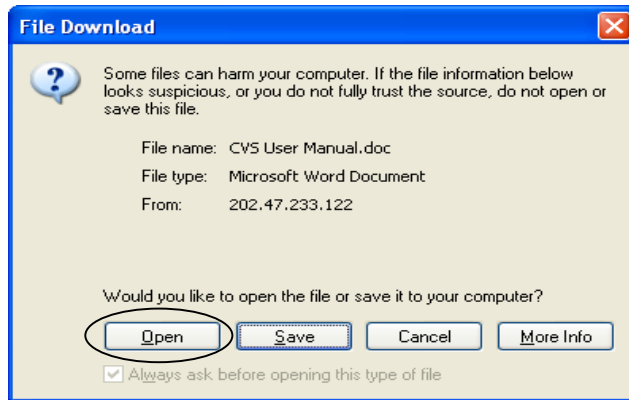 File Download
Some files can harm your computer. If the file information below
looks suspicious, or you do not fully trust the source, do not open or
save this file.
File name: CVS User Manual.doc
File type: Microsoft Word Document
From: 202.47.233.122
Would you like to open the file or save it to your computer?
Open Save Cancel More Info
Always ask before opening this type of file